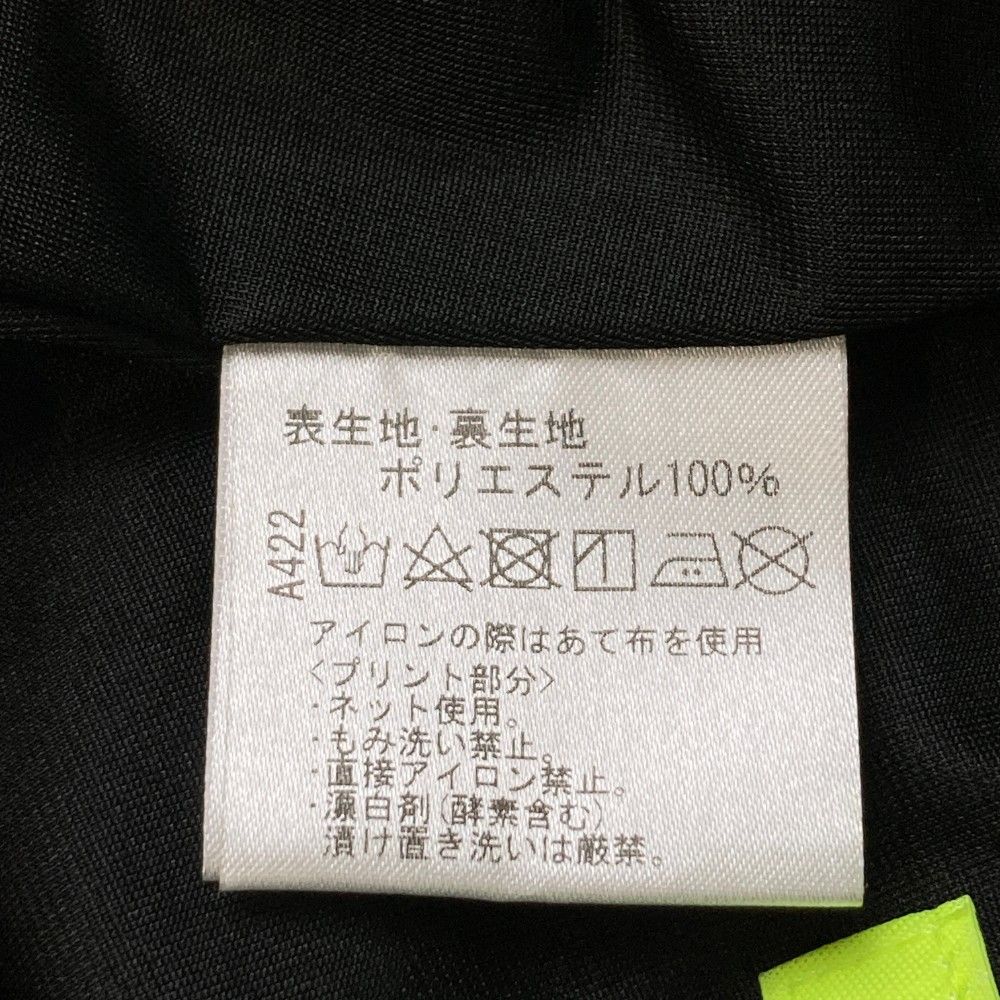 表生地・裏生地
ポリエステル100%
A422
アイロンの際はあて布を使用
<プリント部分>
・ネット使用。
・もみ洗い禁止。
・直接アイロン禁止。
・漂白剤(酵素含む)
漬け置き洗いは厳禁。